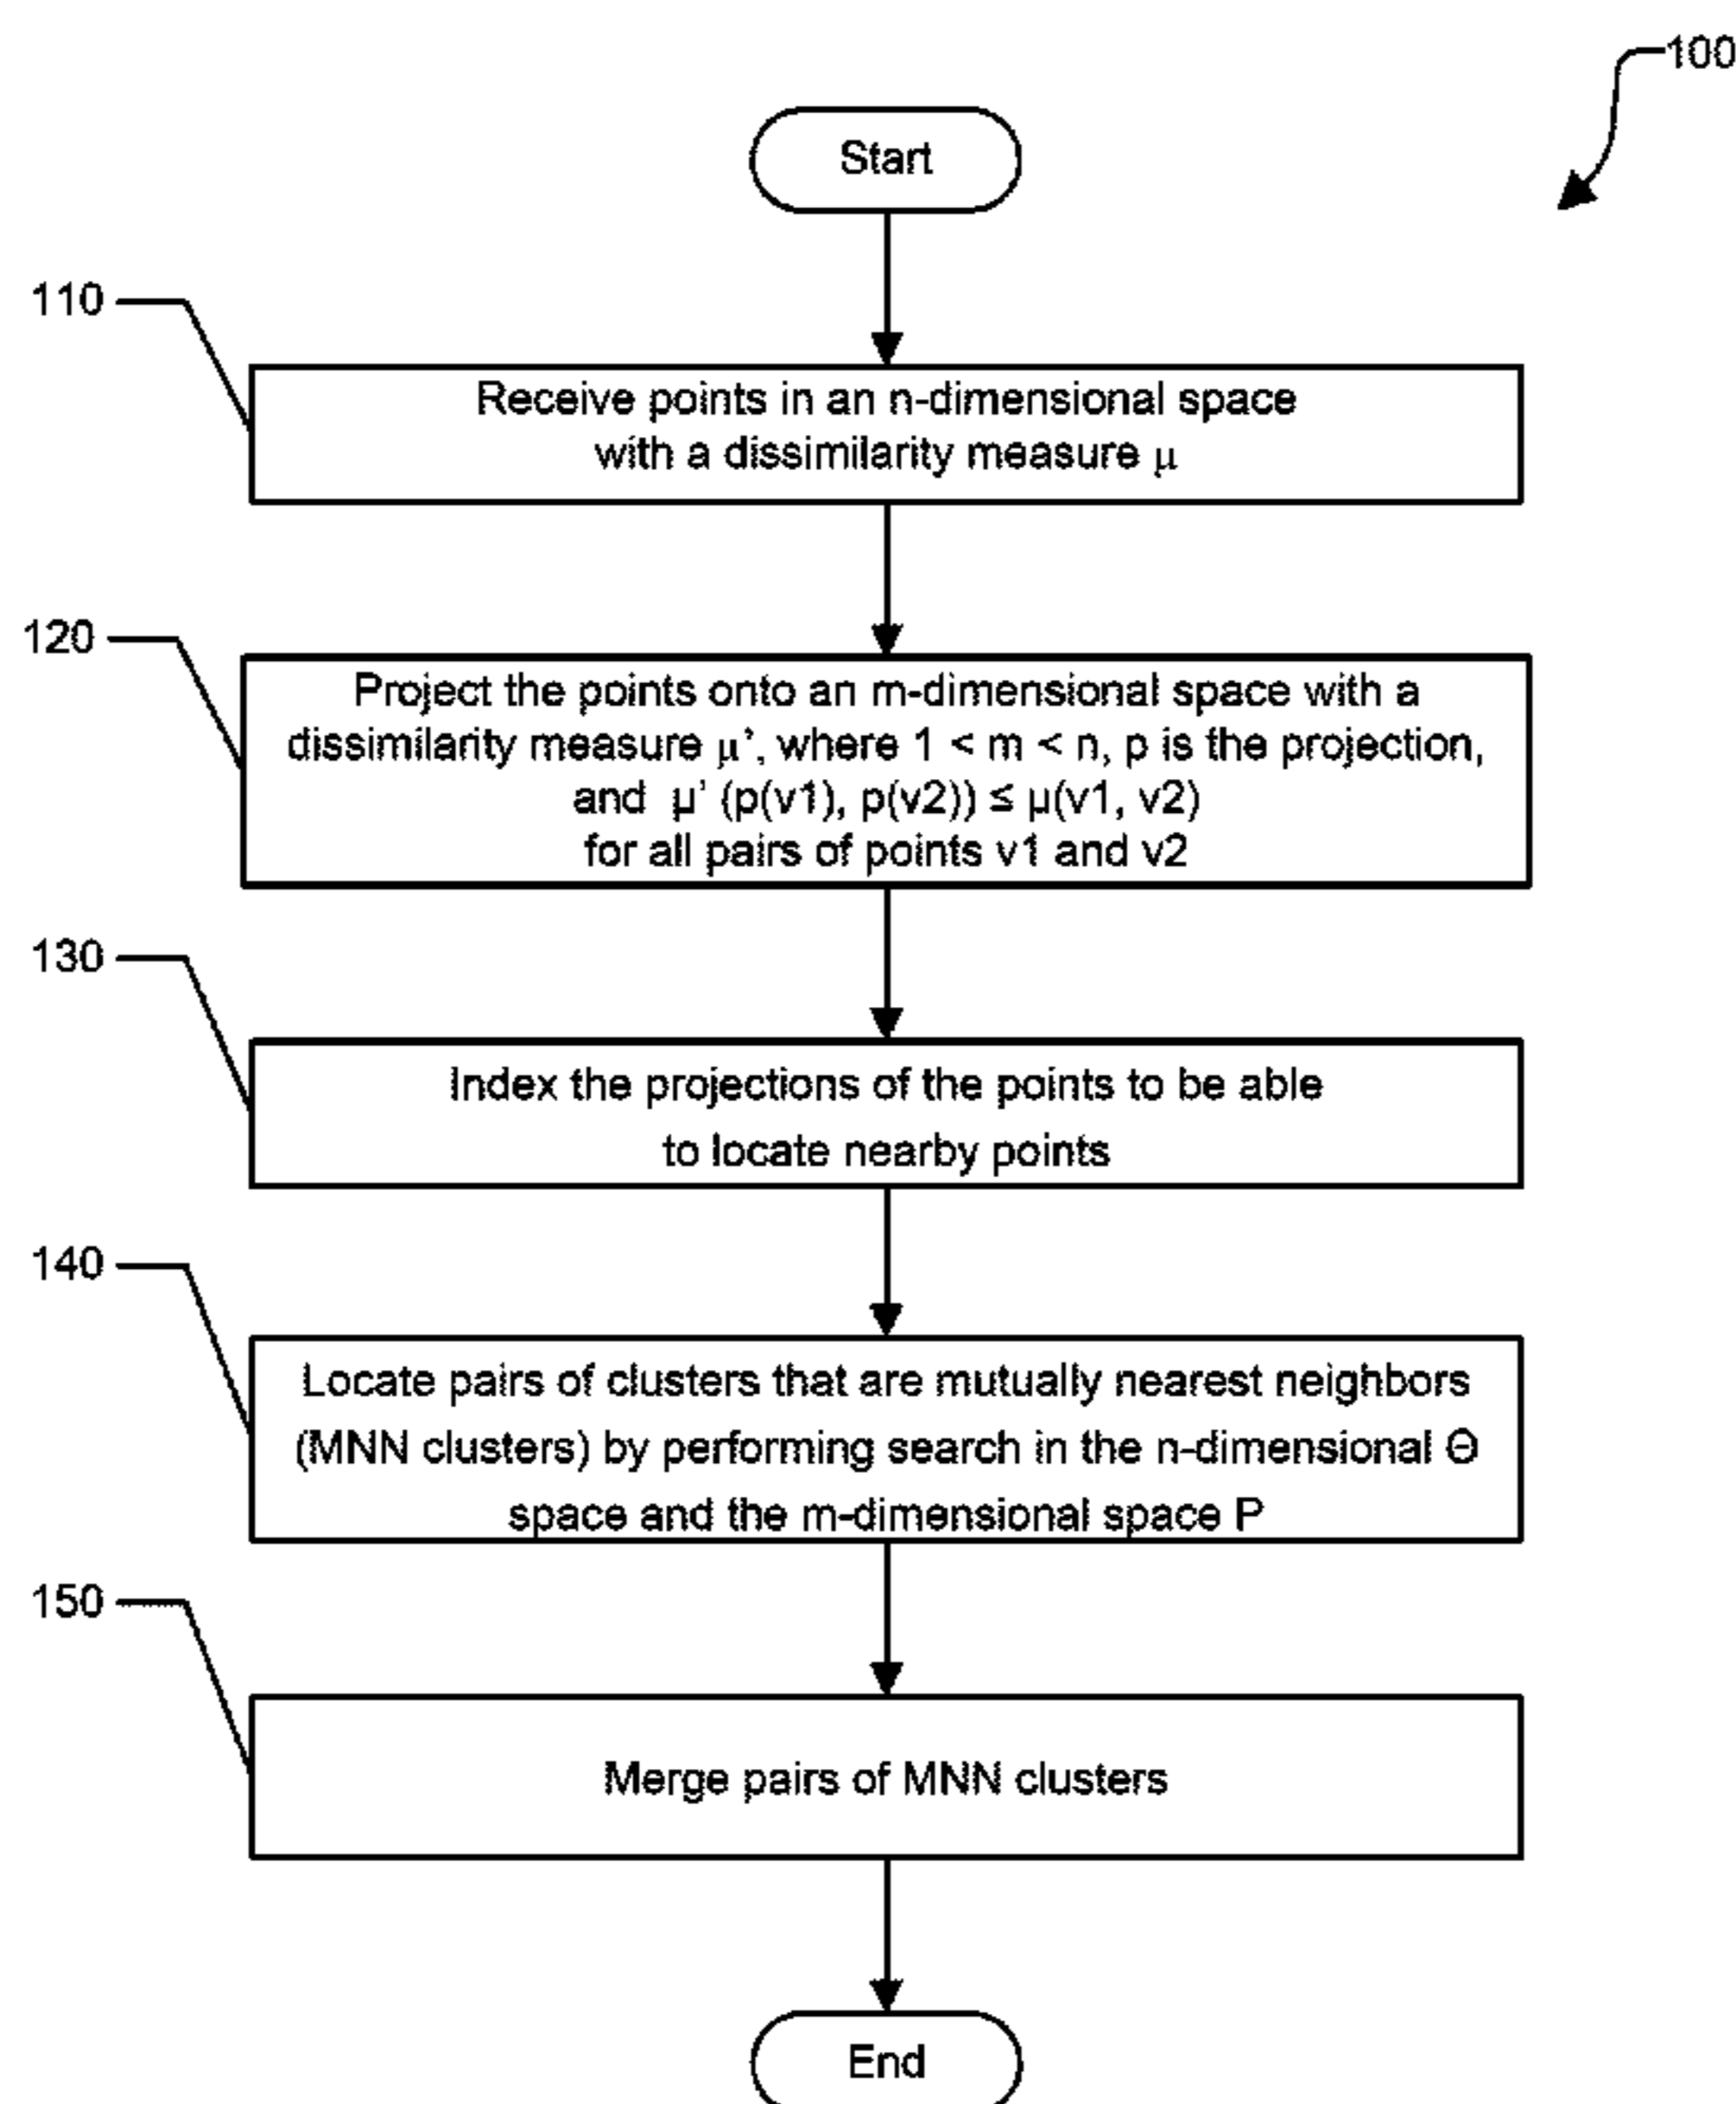 100
Start
110
Receive points in an n-dimensional space
with a dissimilarity measure μ
120
Project the points onto an m-dimensional space with a
dissimilarity measure μ’, where 1 < m < n, p is the projection,
and μ’ (p(v1), p(v2)) ≤ μ(v1, v2)
for all pairs of points v1 and v2
130
Index the projections of the points to be able
to locate nearby points
140
Locate pairs of clusters that are mutually nearest neighbors
(MNN clusters) by performing search in the n-dimensional Θ
space and the m-dimensional space P
150
Merge pairs of MNN clusters
End